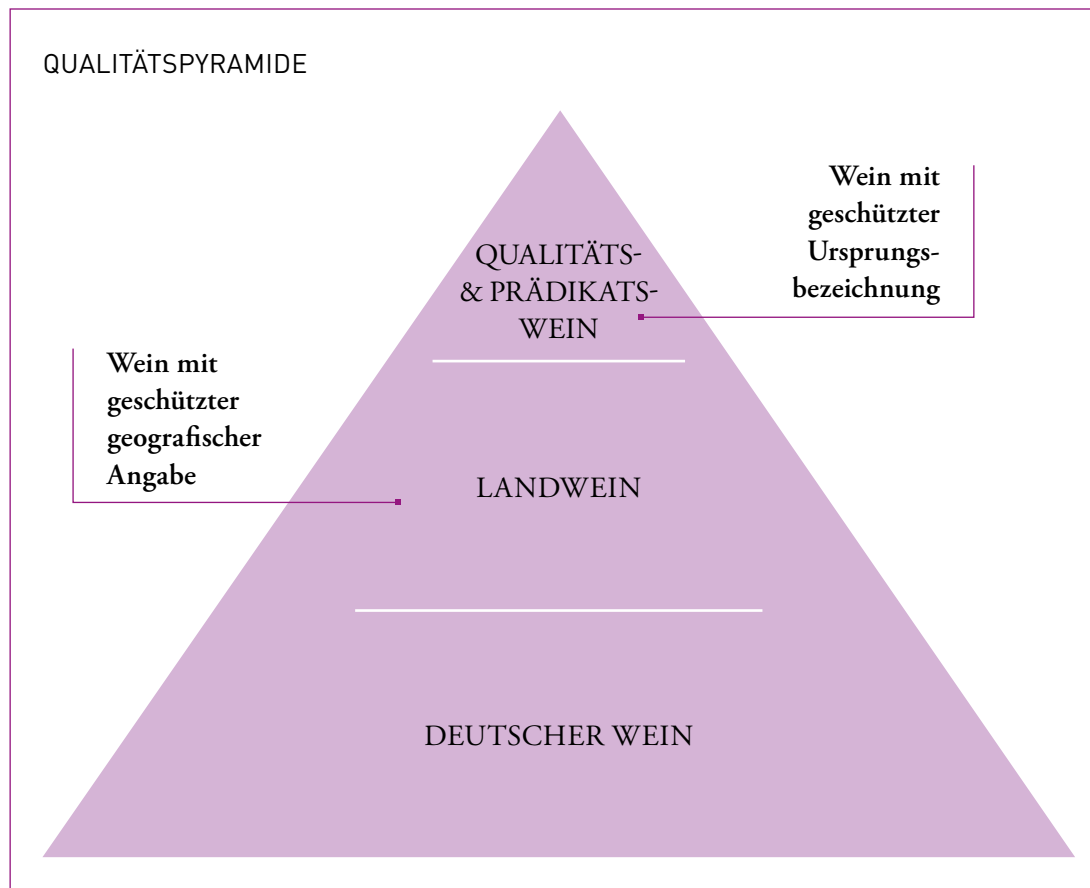 QUALITÄTSPYRAMIDE
Wein mit
geschützter
Ursprungs-
bezeichnung
QUALITÄTS-
& PRÄDIKATS-
WEIN
Wein mit
geschützter
geografischer
Angabe
LANDWEIN
DEUTSCHER WEIN